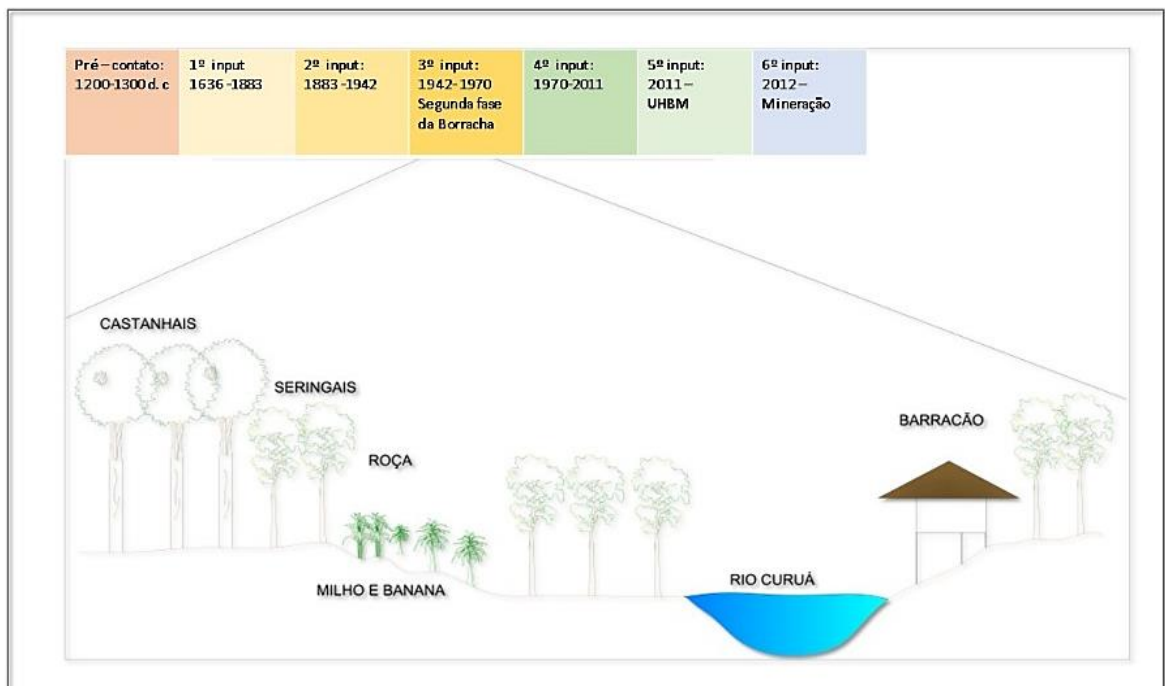 Pré – contato:
1200-1300 d. c
1º input
1636 -1883
2º input:
1883 -1942
3º input:
1942-1970
Segunda fase
da Borracha
4º input:
1970-2011
5º input:
2011 –
UHBM
6º input:
2012 –
Mineração
CASTANHAIS
SERINGAIS
ROÇA
BARRACÃO
MILHO E BANANA
RIO CURUÁ